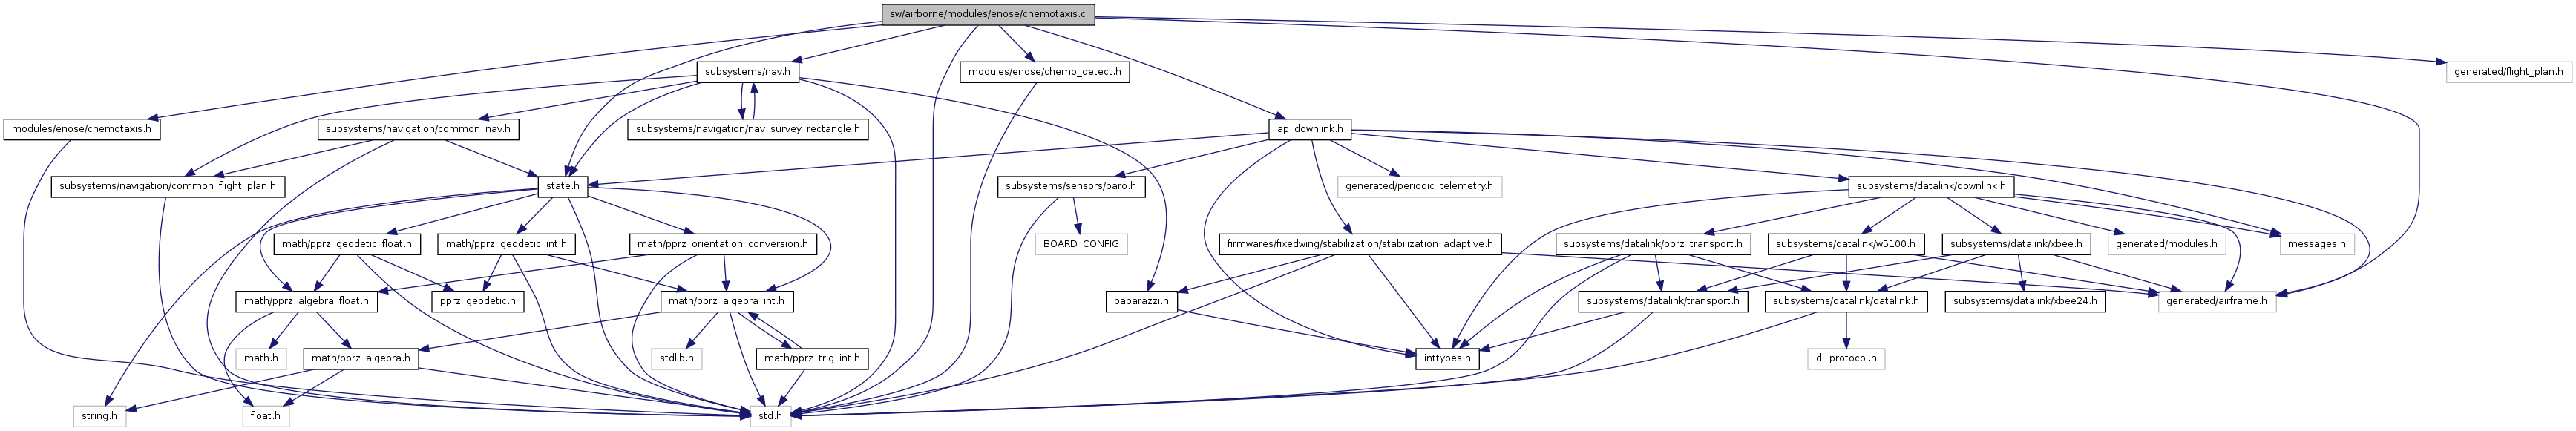 sw/airborne/modules/enose/chemotaxis.c
subsystems/nav.h
modules/enose/chemo_detect.h
generated/flight_plan.h
modules/enose/chemotaxis.h
subsystems/navigation/common_nav.h
subsystems/navigation/nav_survey_rectangle.h
ap_downlink.h
subsystems/navigation/common_flight_plan.h
state.h
subsystems/sensors/baro.h
generated/periodic_telemetry.h
subsystems/datalink/downlink.h
math/pprz_geodetic_float.h
math/pprz_geodetic_int.h
math/pprz_orientation_conversion.h
BOARD_CONFIG
firmwares/fixedwing/stabilization/stabilization_adaptive.h
subsystems/datalink/pprz_transport.h
subsystems/datalink/w5100.h
subsystems/datalink/xbee.h
generated/modules.h
messages.h
math/pprz_algebra_float.h
pprz_geodetic.h
math/pprz_algebra_int.h
paparazzi.h
subsystems/datalink/transport.h
subsystems/datalink/datalink.h
subsystems/datalink/xbee24.h
generated/airframe.h
math.h
math/pprz_algebra.h
stdlib.h
math/pprz_trig_int.h
inttypes.h
dl_protocol.h
string.h
float.h
std.h